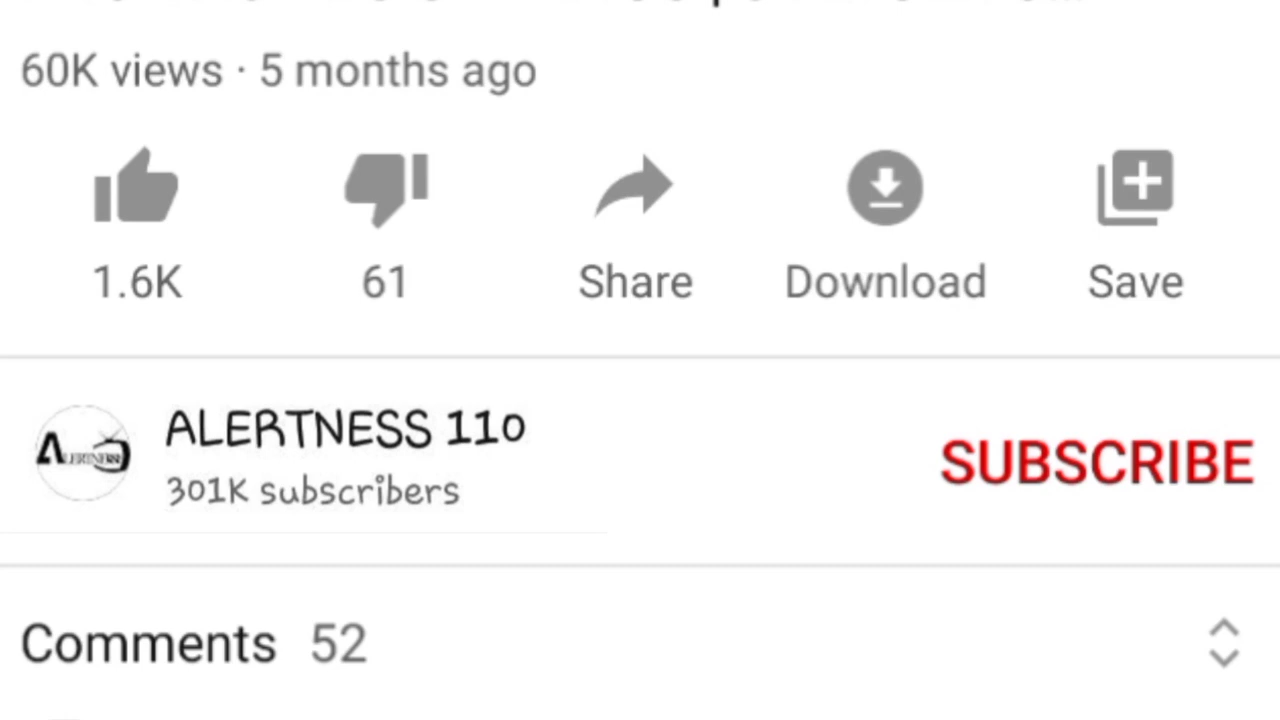 60K views · 5 months ago
1.6K 61 Share Download Save
ALERTNESS 110
301K subscribers
SUBSCRIBE
Comments 52